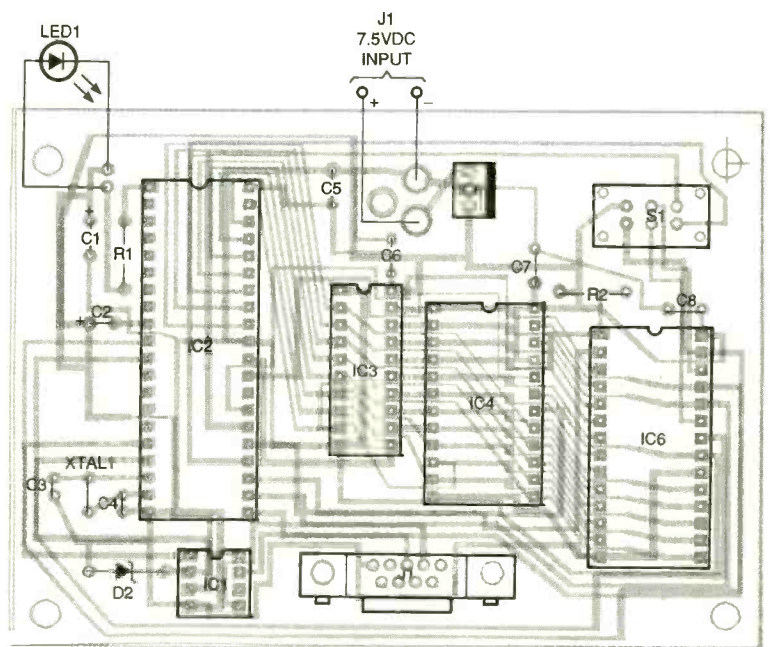 LED1
J1
7.5VDC
INPUT
+
−
C5
S1
+
C1
R1
C6
C7
R2
C8
+
C2
IC2
IC3
IC4
IC6
XTAL1
C3
C4
D2
IC1
J1